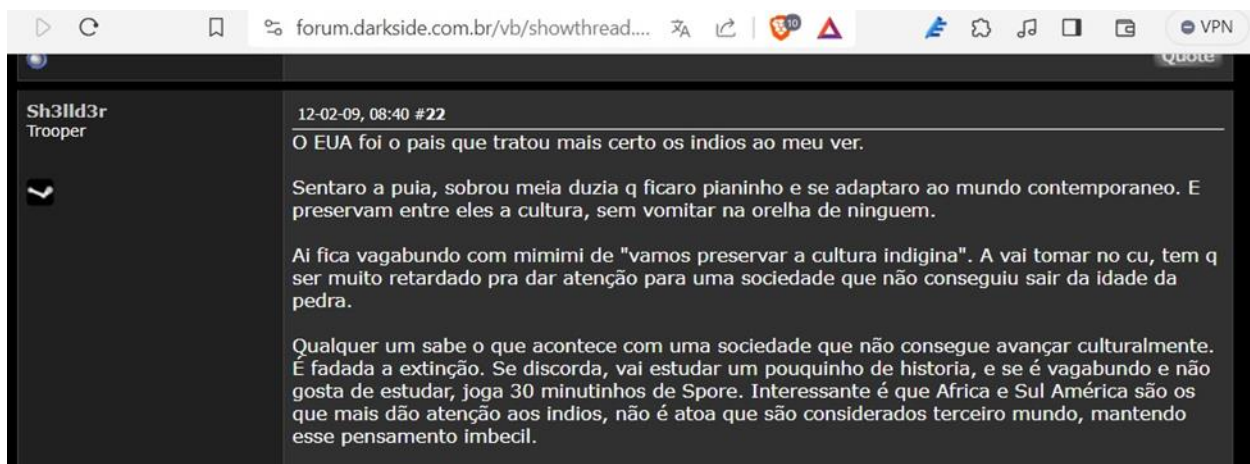 forum.darkside.com.br/vb/showthread....
10
VPN
Quote
Sh3lld3r
Trooper
12-02-09, 08:40 #22
O EUA foi o pais que tratou mais certo os indios ao meu ver.
Sentaro a puia, sobrou meia duzia q ficaro pianinho e se adaptaro ao mundo contemporaneo. E
preservam entre eles a cultura, sem vomitar na orelha de ninguem.
Ai fica vagabundo com mimimi de "vamos preservar a cultura indigina". A vai tomar no cu, tem q
ser muito retardado pra dar atenção para uma sociedade que não conseguiu sair da idade da
pedra.
Qualquer um sabe o que acontece com uma sociedade que não consegue avançar culturalmente.
É fadada a extinção. Se discorda, vai estudar um pouquinho de historia, e se é vagabundo e não
gosta de estudar, joga 30 minutinhos de Spore. Interessante é que Africa e Sul América são os
que mais dão atenção aos indios, não é atoa que são considerados terceiro mundo, mantendo
esse pensamento imbecil.